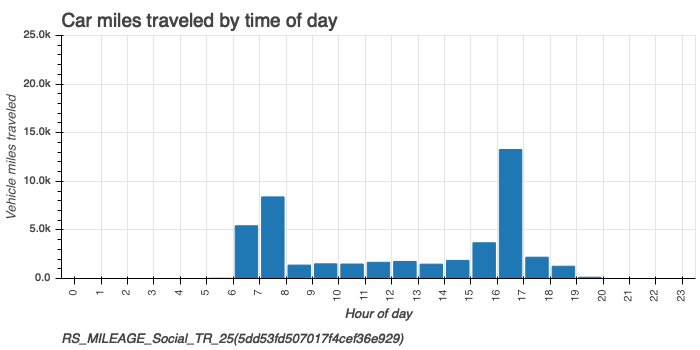 Car miles traveled by time of day
25.0k
20.0k
15.0k
10.0k
5.0k
0.0
Vehicle miles traveled
0 1 2 3 4 5 6 7 8 9 10 11 12 13 14 15 16 17 18 19 20 21 22 23
Hour of day
RS_MILEAGE_Social_TR_25(5dd53fd507017f4cef36e929)